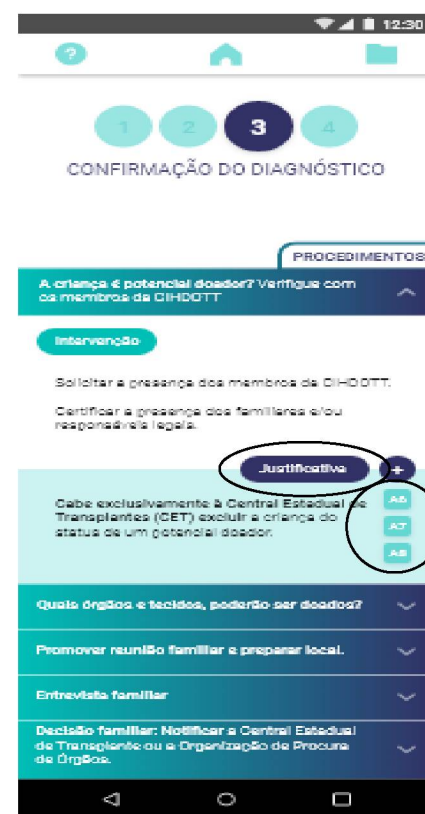 12:30
?
1 2 3 4
CONFIRMAÇÃO DO DIAGNÓSTICO
PROCEDIMENTOS
A criança é potencial doador? Verifique com
os membros da CIHDOTT
Intervenção
Solicitar a presença dos membros da CIHDOTT.
Certificar a presença dos familiares e/ou
responsáveis legais.
Justificativa +
Cabe exclusivamente à Central Estadual de
Transplantes (CET) excluir a criança do
status de um potencial doador.
A6
A7
A8
Quais órgãos e tecidos, poderão ser doados?
Promover reunião familiar e preparar local.
Entrevista familiar
Decisão familiar: Notificar a Central Estadual
de Transplante ou a Organização de Procura
de Órgãos.